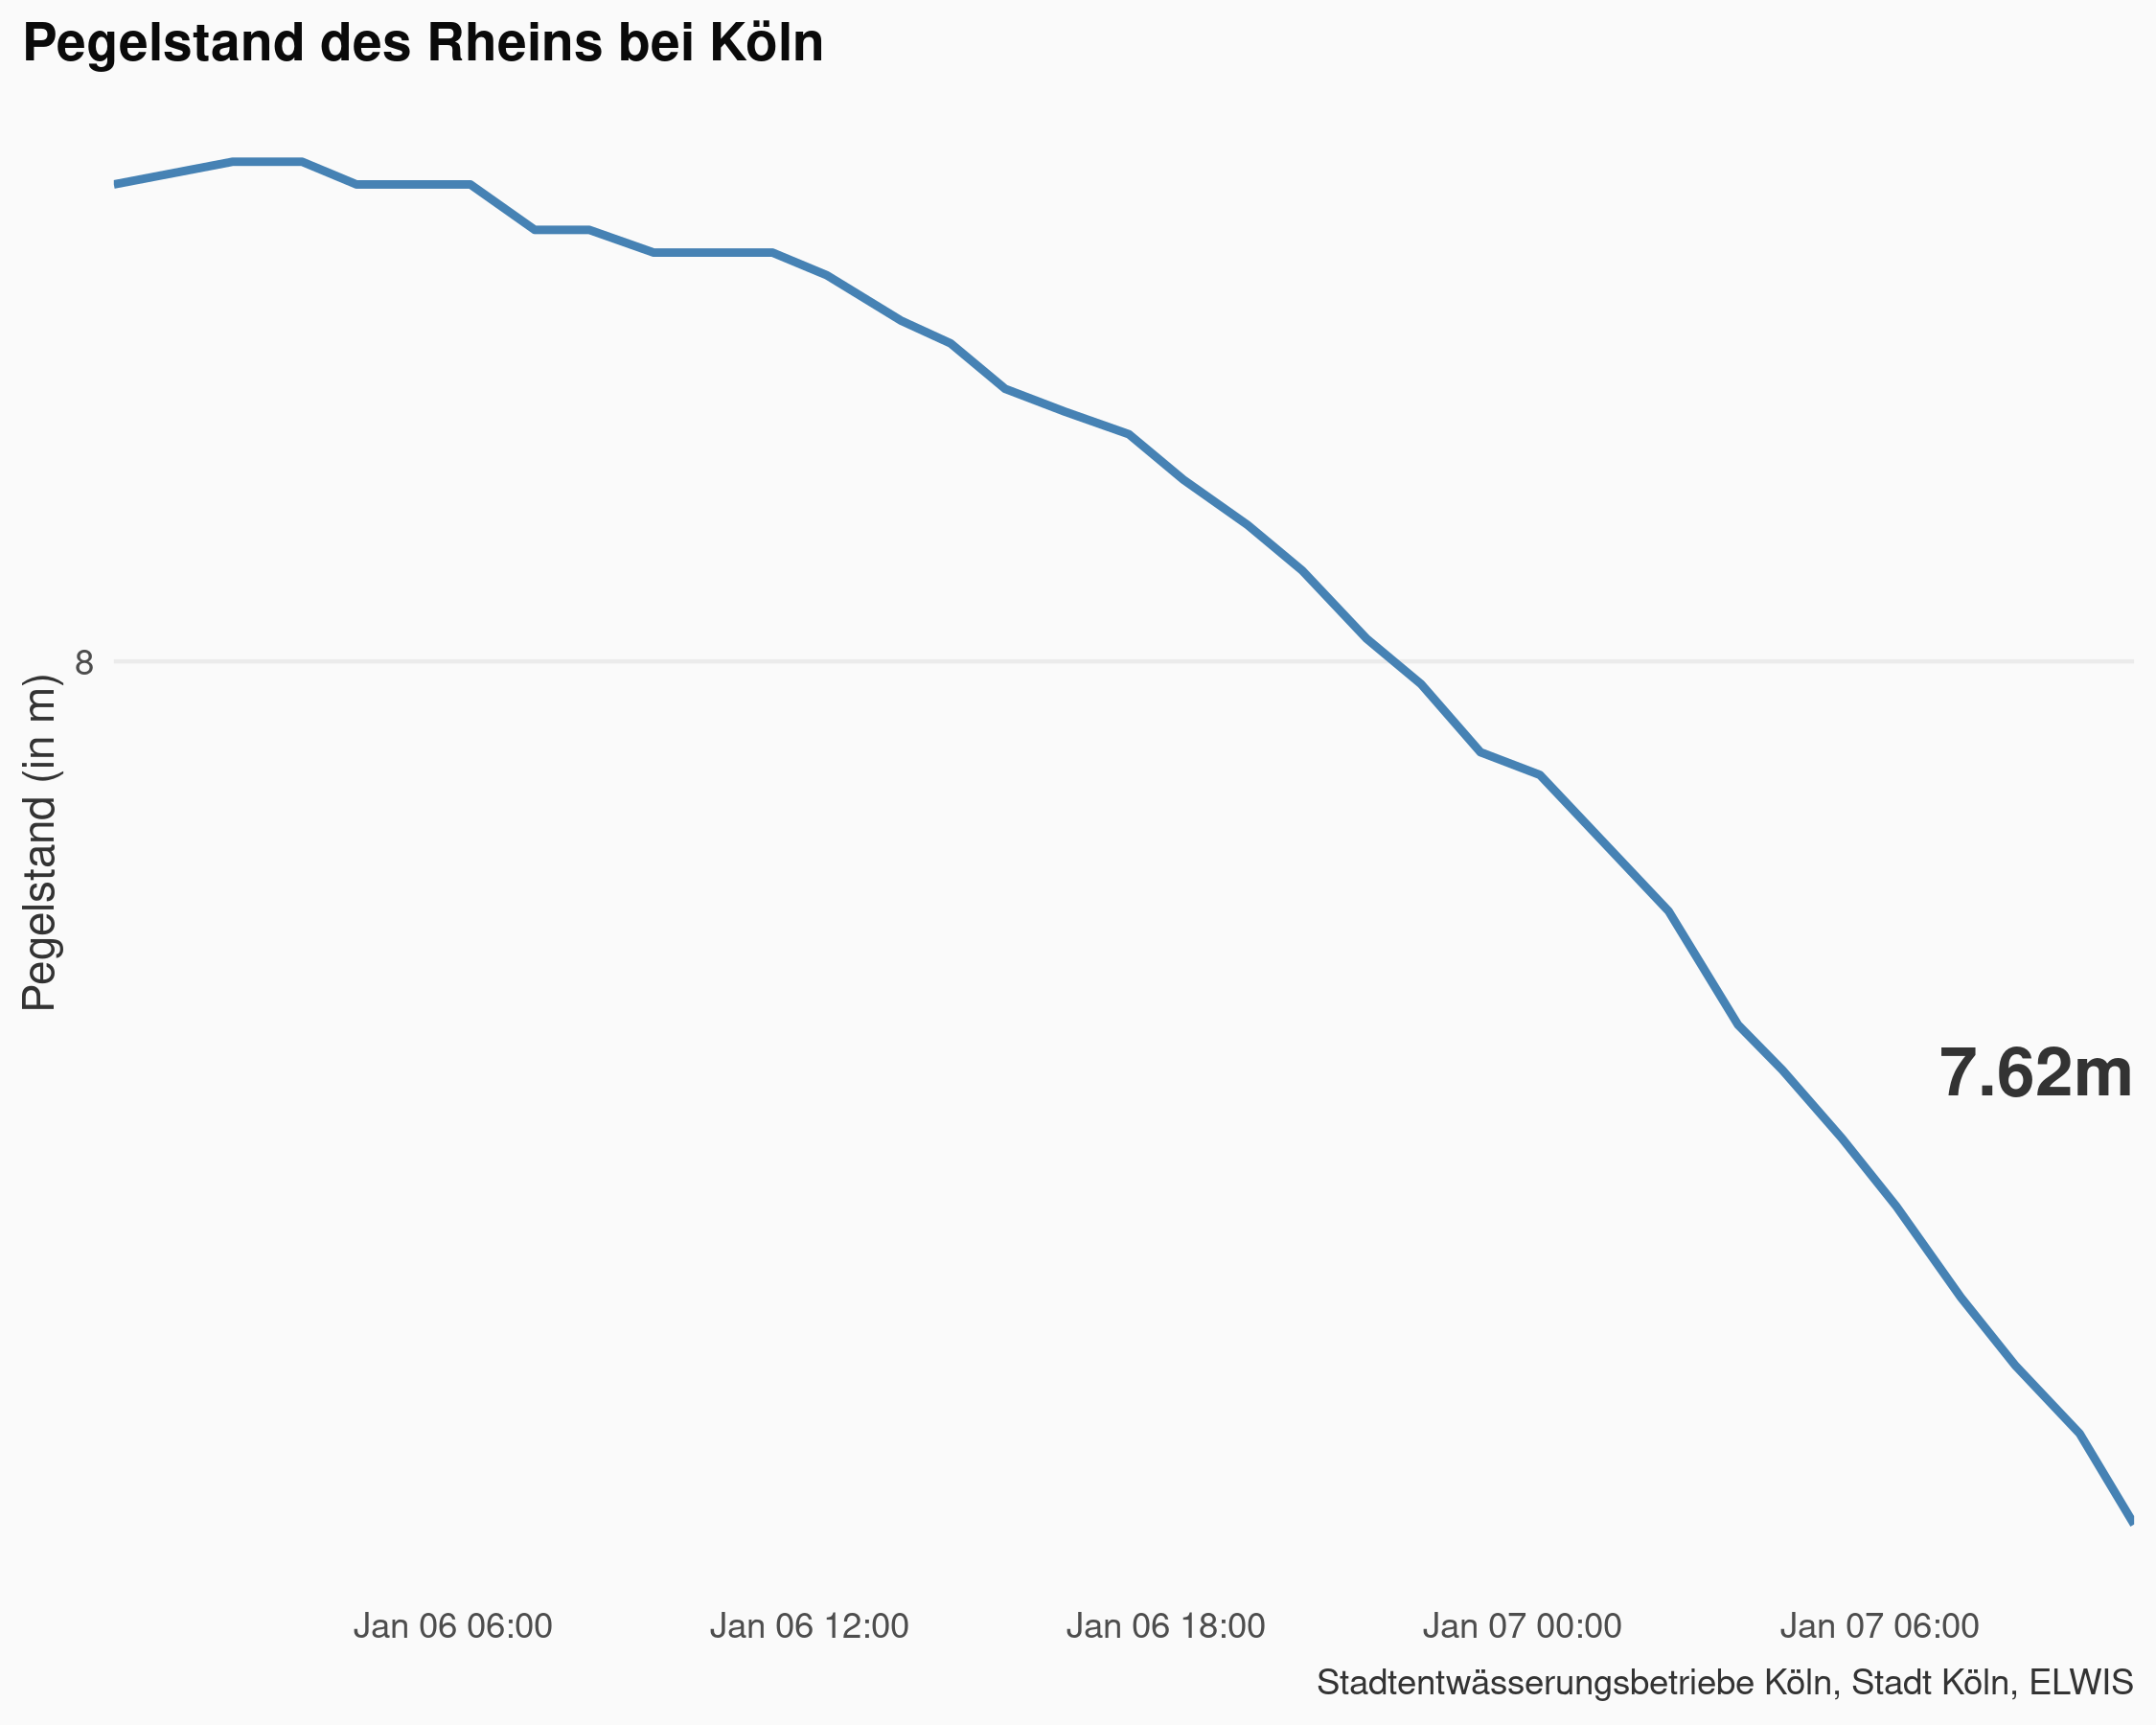 Pegelstand des Rheins bei Köln
Pegelstand (in m)
8
7.62m
Jan 06 06:00
Jan 06 12:00
Jan 06 18:00
Jan 07 00:00
Jan 07 06:00
Stadtentwässerungsbetriebe Köln, Stadt Köln, ELWIS